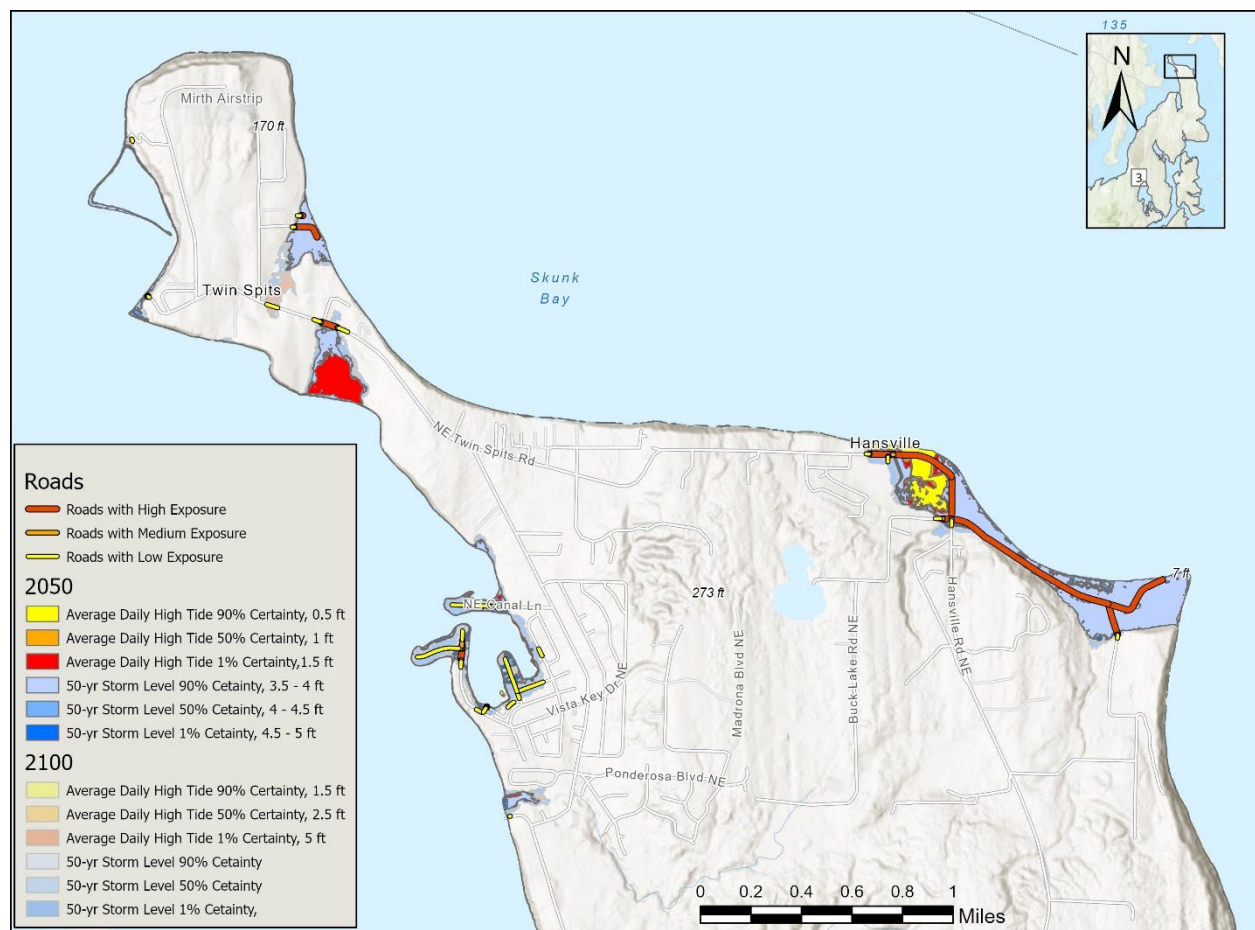 135
N
3
Mirth Airstrip
170 ft
Skunk
Bay
Twin Spits
NE Twin Spits Rd
Hansville
7 ft
NE Canal Ln
273 ft
Hansville Rd NE
Buck Lake Rd NE
Madrona Blvd NE
Vista Key Dr NE
Ponderosa Blvd NE
Roads
Roads with High Exposure
Roads with Medium Exposure
Roads with Low Exposure
2050
Average Daily High Tide 90% Certainty, 0.5 ft
Average Daily High Tide 50% Certainty, 1 ft
Average Daily High Tide 1% Certainty,1.5 ft
50-yr Storm Level 90% Cetainty, 3.5 - 4 ft
50-yr Storm Level 50% Cetainty, 4 - 4.5 ft
50-yr Storm Level 1% Cetainty, 4.5 - 5 ft
2100
Average Daily High Tide 90% Certainty, 1.5 ft
Average Daily High Tide 50% Certainty, 2.5 ft
Average Daily High Tide 1% Certainty, 5 ft
50-yr Storm Level 90% Cetainty
50-yr Storm Level 50% Cetainty
50-yr Storm Level 1% Cetainty,
0 0.2 0.4 0.6 0.8 1
Miles